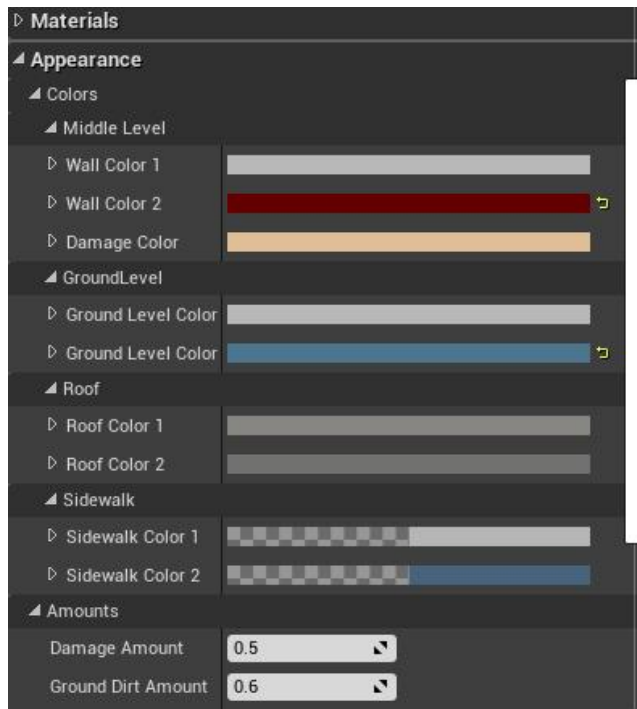 Materials
Appearance
Colors
Middle Level
Wall Color 1
Wall Color 2
Damage Color
GroundLevel
Ground Level Color
Ground Level Color
Roof
Roof Color 1
Roof Color 2
Sidewalk
Sidewalk Color 1
Sidewalk Color 2
Amounts
Damage Amount 0.5
Ground Dirt Amount 0.6